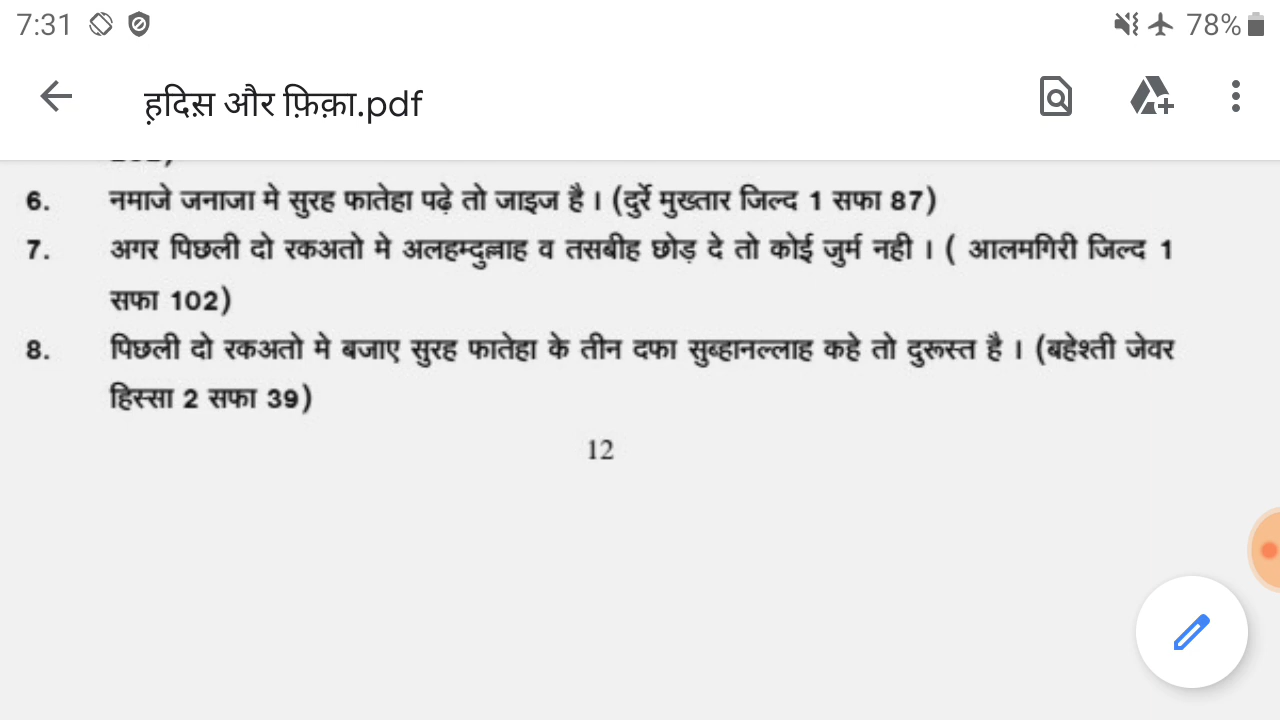 7:31 78%
ह़दिस़ और फ़िक़ा.pdf
6. नमाजे जनाजा मे सुरह फातेहा पढ़े तो जाइज है । (दुर्रे मुख्तार जिल्द 1 सफा 87)
7. अगर पिछली दो रकअतो मे अलहम्दुल्लाह व तसबीह छोड़ दे तो कोई जुर्म नही । ( आलमगिरी जिल्द 1
सफा 102)
8. पिछली दो रकअतो मे बजाए सुरह फातेहा के तीन दफा सुब्हानल्लाह कहे तो दुरूस्त है । (बहेश्ती जेवर
हिस्सा 2 सफा 39)
12